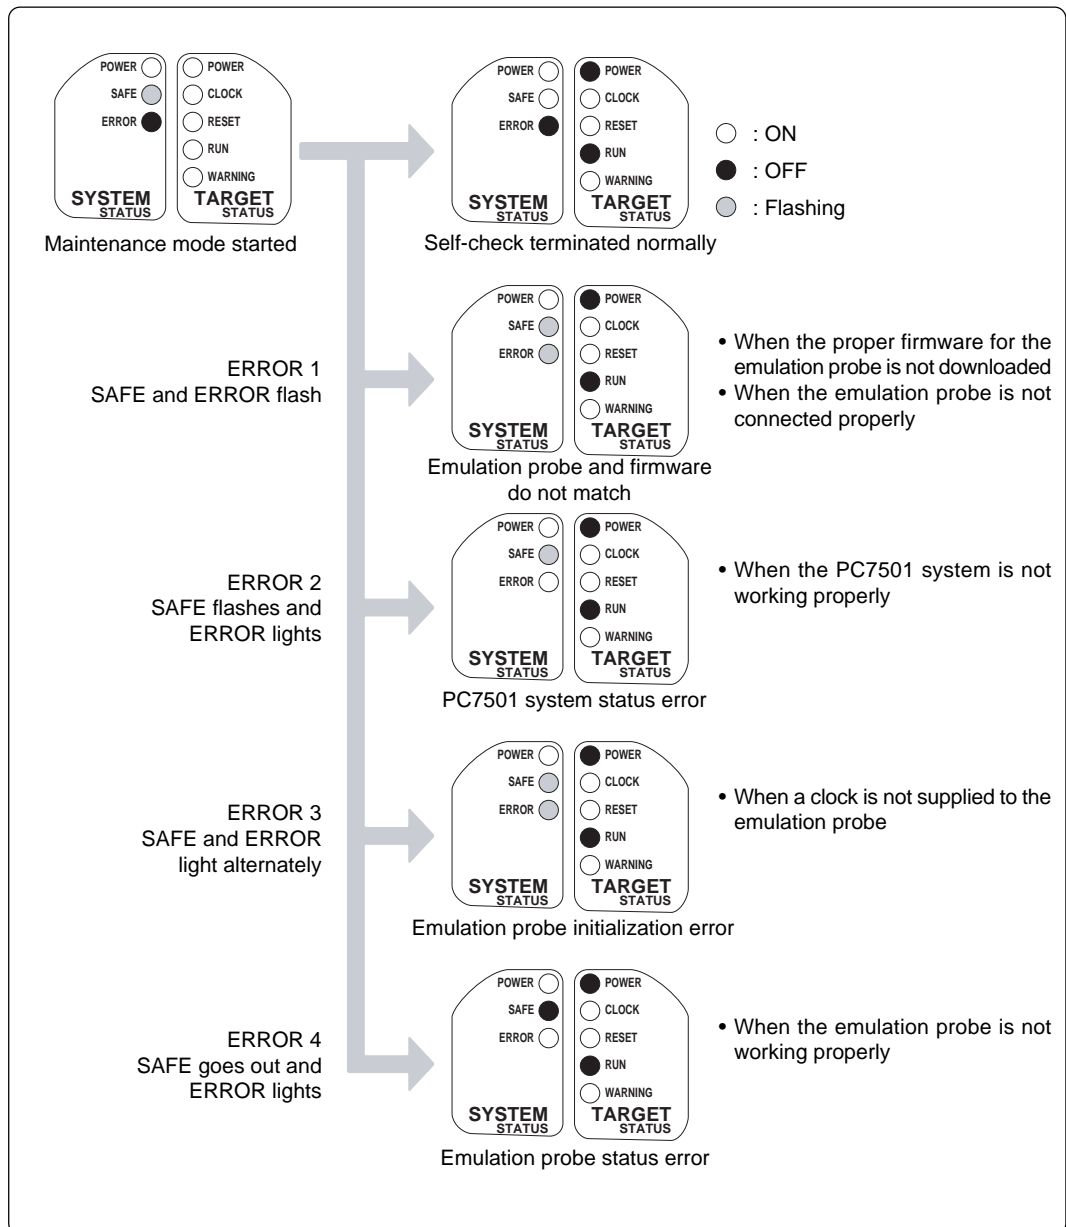 POWER
SAFE
ERROR
SYSTEM
STATUS
POWER
CLOCK
RESET
RUN
WARNING
TARGET
STATUS
Maintenance mode started
POWER
SAFE
ERROR
SYSTEM
STATUS
POWER
CLOCK
RESET
RUN
WARNING
TARGET
STATUS
Self-check terminated normally
: ON
: OFF
: Flashing
ERROR 1
SAFE and ERROR flash
POWER
SAFE
ERROR
SYSTEM
STATUS
POWER
CLOCK
RESET
RUN
WARNING
TARGET
STATUS
Emulation probe and firmware
do not match
• When the proper firmware for the
emulation probe is not downloaded
• When the emulation probe is not
connected properly
ERROR 2
SAFE flashes and
ERROR lights
POWER
SAFE
ERROR
SYSTEM
STATUS
POWER
CLOCK
RESET
RUN
WARNING
TARGET
STATUS
PC7501 system status error
• When the PC7501 system is not
working properly
ERROR 3
SAFE and ERROR
light alternately
POWER
SAFE
ERROR
SYSTEM
STATUS
POWER
CLOCK
RESET
RUN
WARNING
TARGET
STATUS
Emulation probe initialization error
• When a clock is not supplied to the
emulation probe
ERROR 4
SAFE goes out and
ERROR lights
POWER
SAFE
ERROR
SYSTEM
STATUS
POWER
CLOCK
RESET
RUN
WARNING
TARGET
STATUS
Emulation probe status error
• When the emulation probe is not
working properly